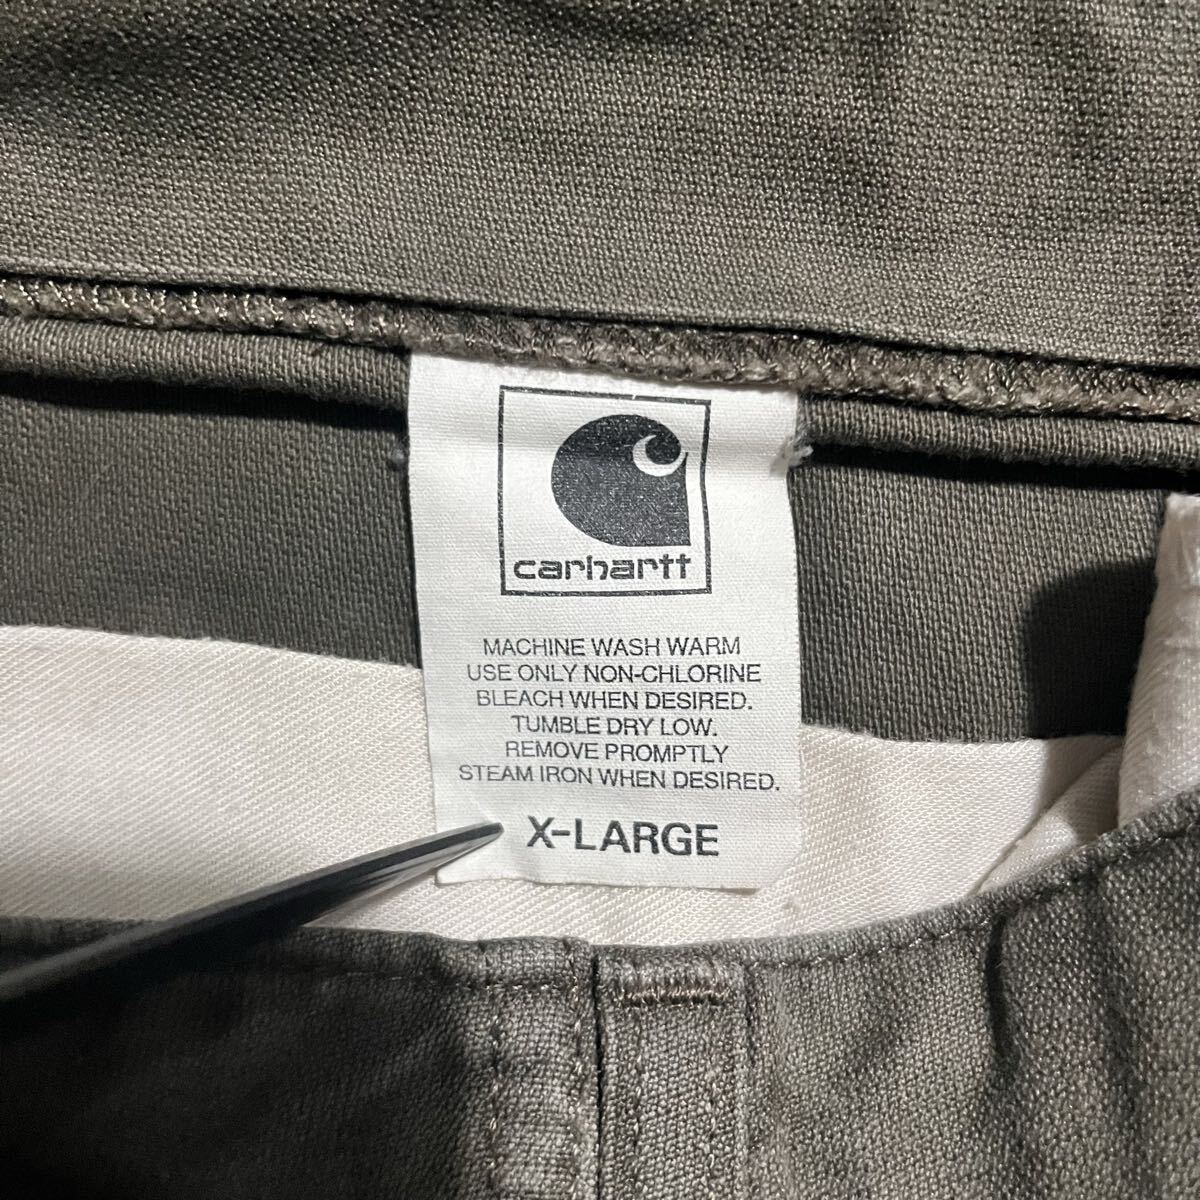 carhartt
MACHINE WASH WARM
USE ONLY NON-CHLORINE
BLEACH WHEN DESIRED.
TUMBLE DRY LOW.
REMOVE PROMPTLY
STEAM IRON WHEN DESIRED.
X-LARGE